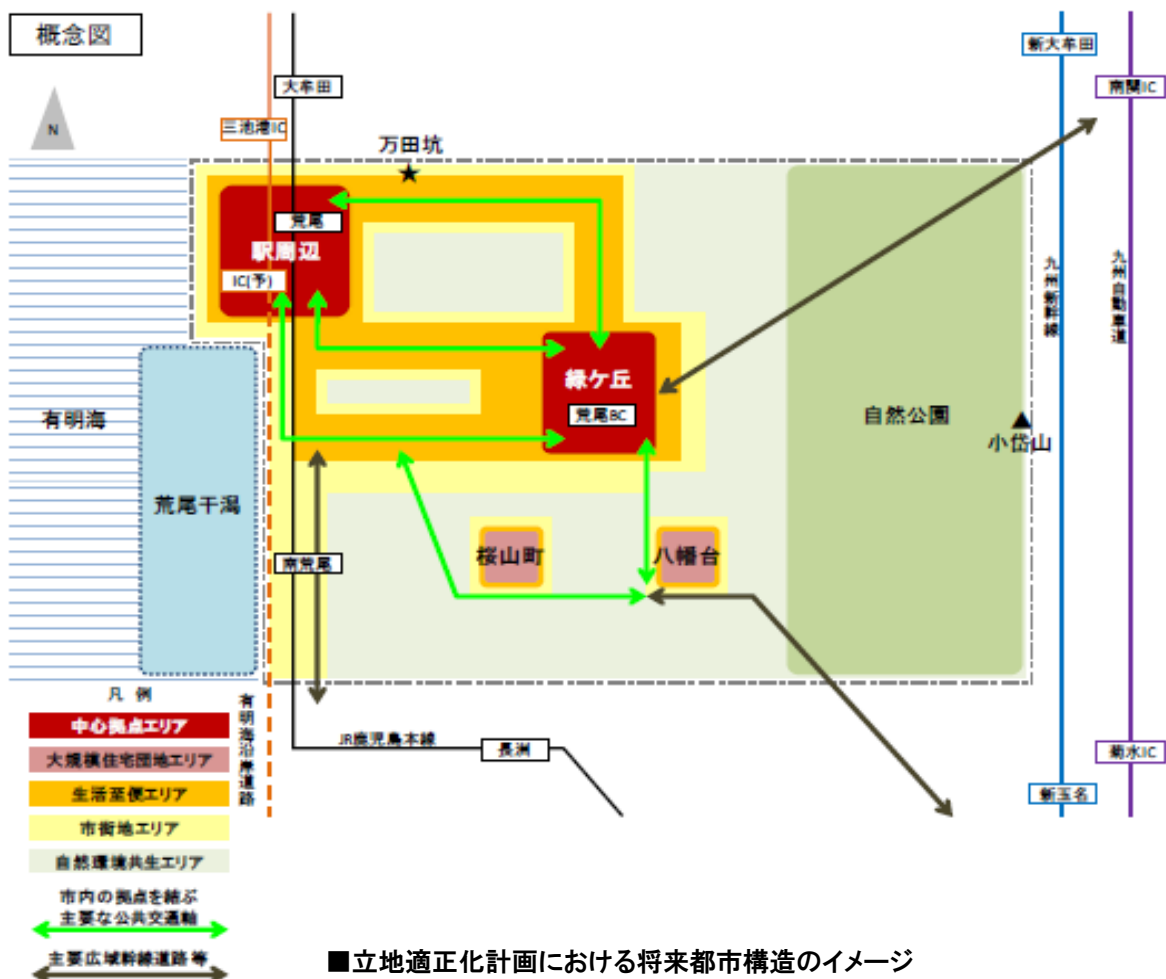 概念図
N
大牟田
三池港IC
万田坑
新大牟田
南関IC
荒尾
駅周辺
IC(予)
緑ケ丘
荒尾BC
九州新幹線
九州自動車道
有明海
荒尾干潟
自然公園
小岱山
桜山町
八幡台
南荒尾
有明海沿岸道路
JR鹿児島本線
長洲
菊水IC
新玉名
凡 例
中心拠点エリア
大規模住宅団地エリア
生活至便エリア
市街地エリア
自然環境共生エリア
市内の拠点を結ぶ
主要な公共交通軸
主要広域幹線道路等
■立地適正化計画における将来都市構造のイメージ